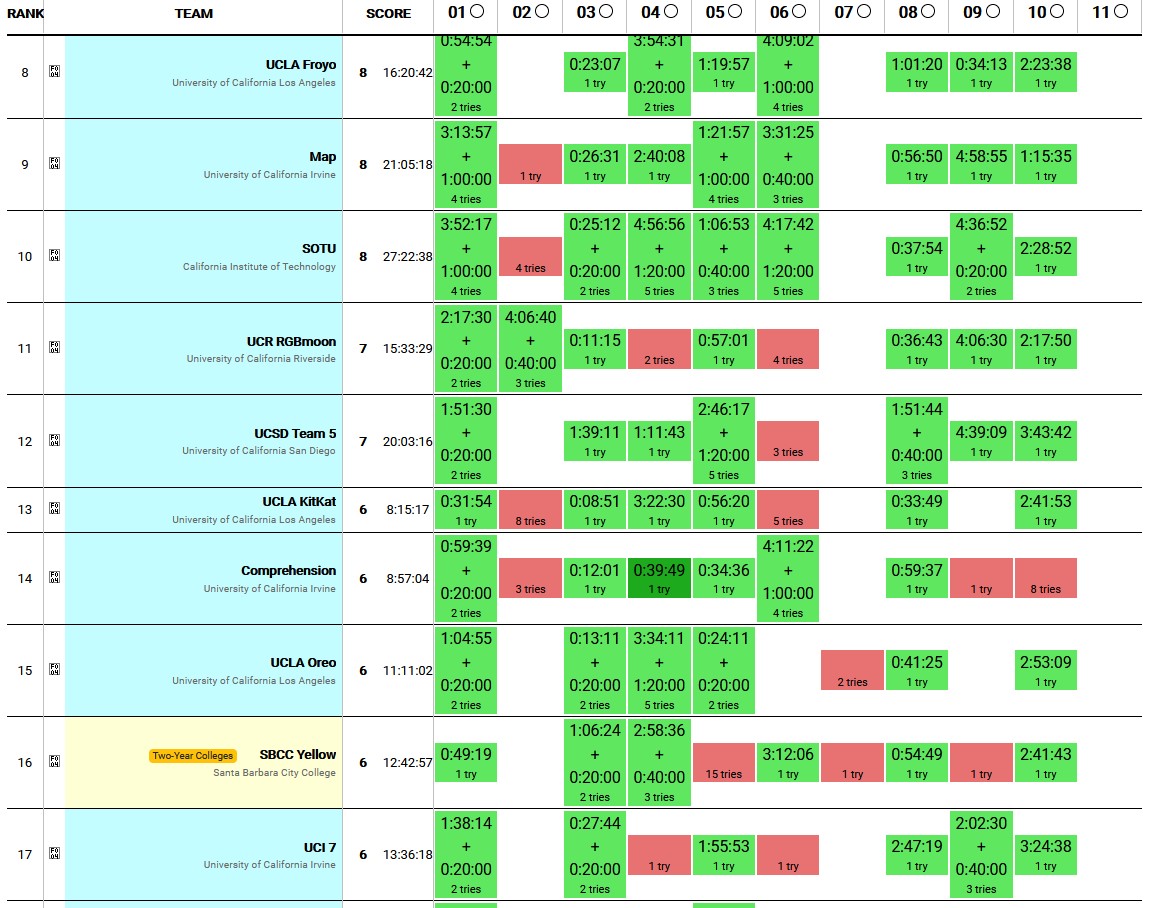 RANK TEAM SCORE 01 02 03 04 05 06 07 08 09 10 11
8 UCLA Froyo University of California Los Angeles 8 16:20:42 0:54:54 + 0:20:00 2 tries 0:23:07 1 try 3:54:31 + 0:20:00 2 tries 1:19:57 1 try 4:09:02 + 1:00:00 4 tries 1:01:20 1 try 0:34:13 1 try 2:23:38 1 try
9 Map University of California Irvine 8 21:05:18 3:13:57 + 1:00:00 4 tries 1 try 0:26:31 1 try 2:40:08 1 try 1:21:57 + 1:00:00 4 tries 3:31:25 + 0:40:00 3 tries 0:56:50 1 try 4:58:55 1 try 1:15:35 1 try
10 SOTU California Institute of Technology 8 27:22:38 3:52:17 + 1:00:00 4 tries 4 tries 0:25:12 + 0:20:00 2 tries 4:56:56 + 1:20:00 5 tries 1:06:53 + 0:40:00 3 tries 4:17:42 + 1:20:00 5 tries 0:37:54 1 try 4:36:52 + 0:20:00 2 tries 2:28:52 1 try
11 UCR RGBmoon University of California Riverside 7 15:33:29 2:17:30 + 0:20:00 2 tries 4:06:40 + 0:40:00 3 tries 0:11:15 1 try 2 tries 0:57:01 1 try 4 tries 0:36:43 1 try 4:06:30 1 try 2:17:50 1 try
12 UCSD Team 5 University of California San Diego 7 20:03:16 1:51:30 + 0:20:00 2 tries 1:39:11 1 try 1:11:43 1 try 2:46:17 + 1:20:00 5 tries 3 tries 1:51:44 + 0:40:00 3 tries 4:39:09 1 try 3:43:42 1 try
13 UCLA KitKat University of California Los Angeles 6 8:15:17 0:31:54 1 try 8 tries 0:08:51 1 try 3:22:30 1 try 0:56:20 1 try 5 tries 0:33:49 1 try 2:41:53 1 try
14 Comprehension University of California Irvine 6 8:57:04 0:59:39 + 0:20:00 2 tries 3 tries 0:12:01 1 try 0:39:49 1 try 0:34:36 1 try 4:11:22 + 1:00:00 4 tries 0:59:37 1 try 1 try 8 tries
15 UCLA Oreo University of California Los Angeles 6 11:11:02 1:04:55 + 0:20:00 2 tries 0:13:11 + 0:20:00 2 tries 3:34:11 + 1:20:00 5 tries 0:24:11 + 0:20:00 2 tries 2 tries 0:41:25 1 try 2:53:09 1 try
16 Two-Year Colleges SBCC Yellow Santa Barbara City College 6 12:42:57 0:49:19 1 try 1:06:24 + 0:20:00 2 tries 2:58:36 + 0:40:00 3 tries 15 tries 3:12:06 1 try 1 try 0:54:49 1 try 1 try 2:41:43 1 try
17 UCI 7 University of California Irvine 6 13:36:18 1:38:14 + 0:20:00 2 tries 0:27:44 + 0:20:00 2 tries 1 try 1:55:53 1 try 1 try 2:47:19 1 try 2:02:30 + 0:40:00 3 tries 3:24:38 1 try